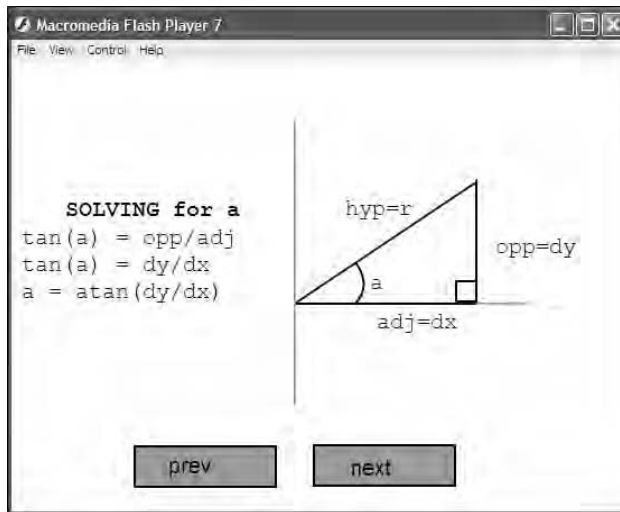 Macromedia Flash Player 7
File View Control Help
SOLVING for a
tan(a) = opp/adj
tan(a) = dy/dx
a = atan(dy/dx)
hyp=r
opp=dy
a
adj=dx
prev
next